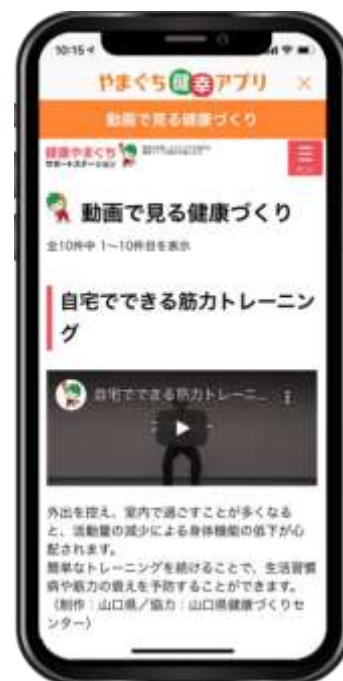 10:15
やまぐち健幸アプリ ×
動画で見る健康づくり
健康やまぐち
サポートステーション
動画で見る健康づくり
全10件中 1〜10件目を表示
自宅でできる筋力トレーニン
グ
自宅でできる筋力トレーニ...
外出を控え、室内で過ごすことが多くなる
と、活動量の減少による身体機能の低下が心
配されます。
簡単なトレーニングを続けることで、生活習慣
病や筋力の衰えを予防することができます。
（制作：山口県／協力：山口県健康づくりセ
ンター）